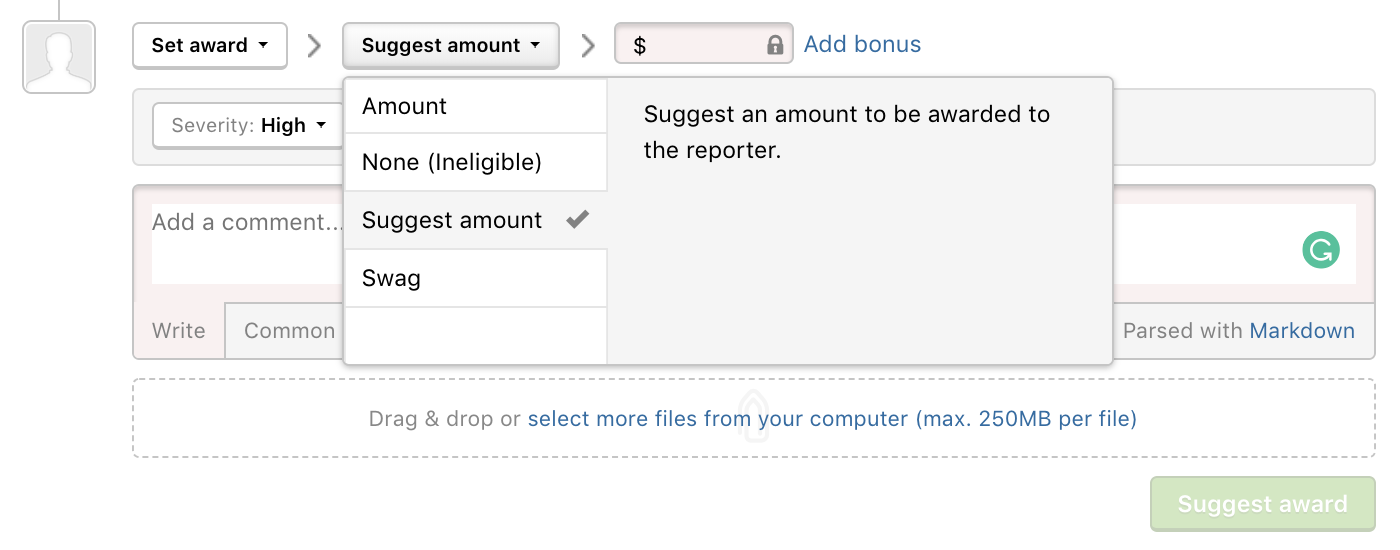 Set award
Suggest amount
$
Add bonus
Severity: High
Amount
None (Ineligible)
Suggest amount
Swag
Suggest an amount to be awarded to
the reporter.
Add a comment...
Write
Common
Parsed with Markdown
Drag & drop or select more files from your computer (max. 250MB per file)
Suggest award